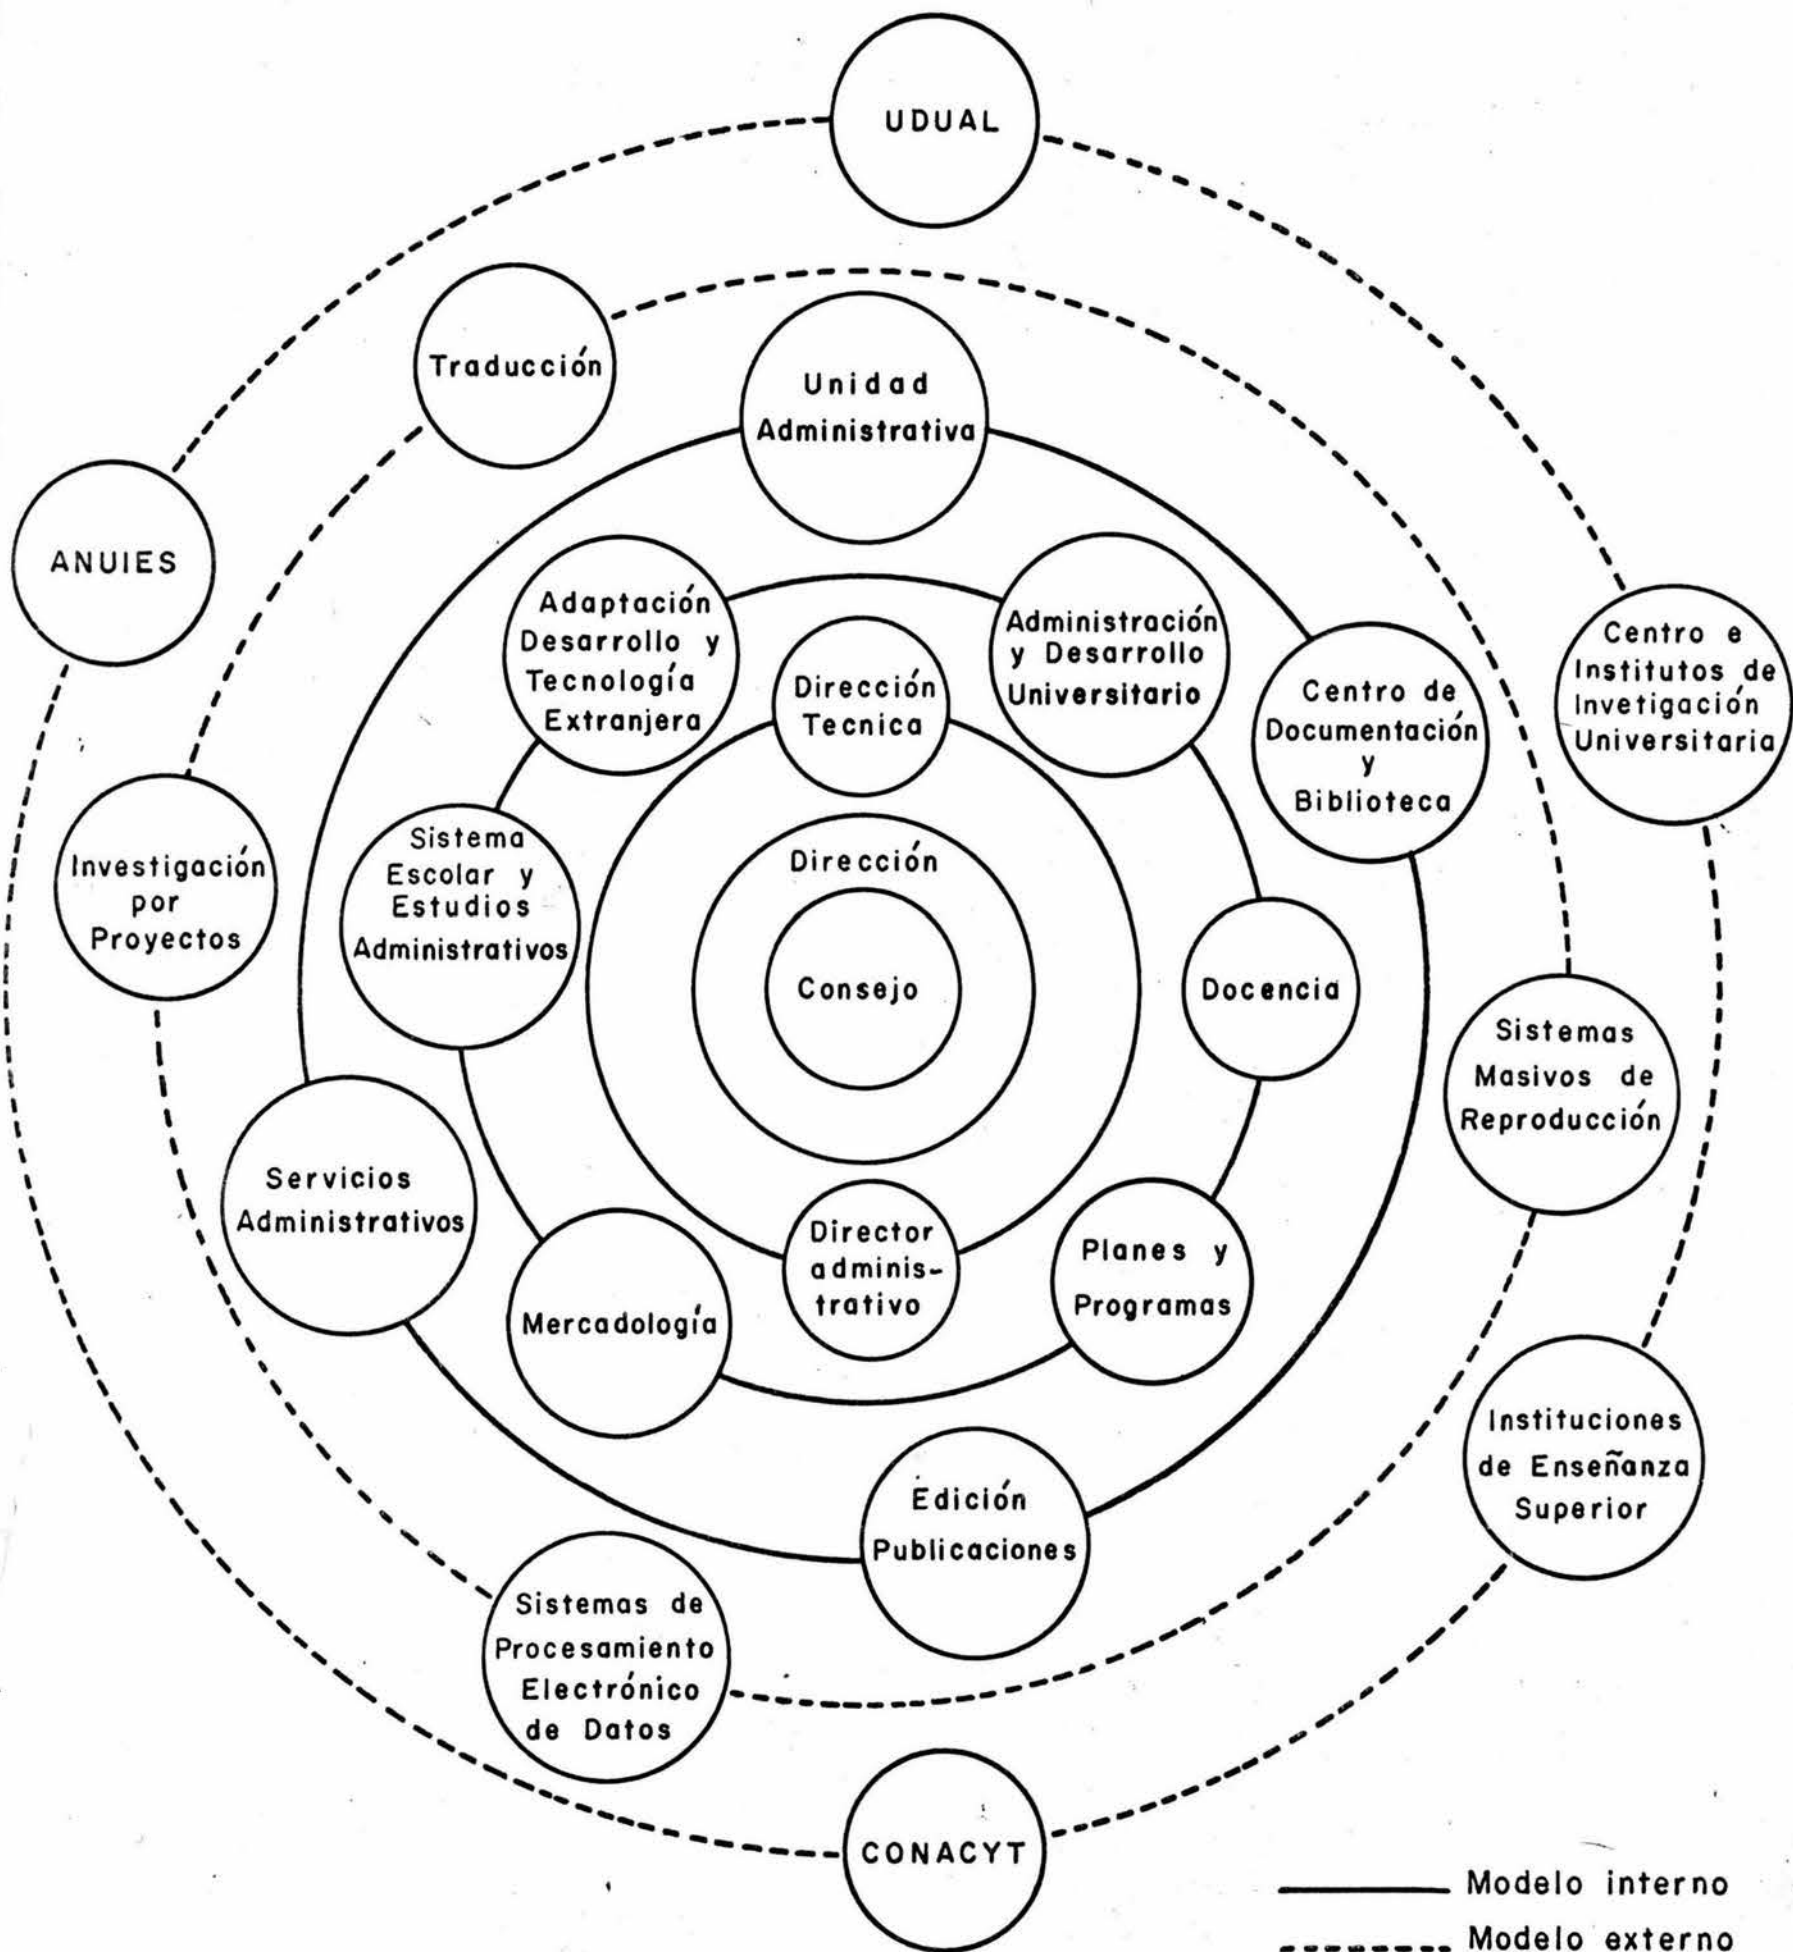 UDUAL
Traducción
Unidad
Administrativa
ANUIES
Adaptación
Desarrollo y
Tecnología
Extranjera
Administración
y Desarrollo
Universitario
Dirección
Tecnica
Centro de
Documentación
y
Biblioteca
Centro e
Institutos de
Invetigación
Universitaria
Investigación
por
Proyectos
Sistema
Escolar y
Estudios
Administrativos
Dirección
Consejo
Docencia
Sistemas
Masivos de
Reproducción
Servicios
Administrativos
Mercadología
Director
adminis-
trativo
Planes y
Programas
Instituciones
de Enseñanza
Superior
Edición
Publicaciones
Sistemas de
Procesamiento
Electrónico
de Datos
CONACYT
Modelo interno
Modelo externo